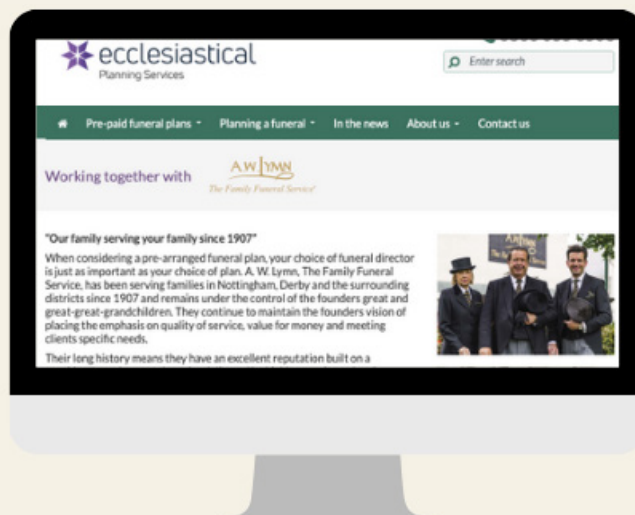 ecclesiastical
Planning Services
Enter search
Pre-paid funeral plans
Planning a funeral
In the news
About us
Contact us
Working together with
A.W. LYMN
The Family Funeral Service
"Our family serving your family since 1907"
When considering a pre-arranged funeral plan, your choice of funeral director
is just as important as your choice of plan. A. W. Lymn, The Family Funeral
Service, has been serving families in Nottingham, Derby and the surrounding
districts since 1907 and remains under the control of the founders great and
great-great-grandchildren. They continue to maintain the founders vision of
placing the emphasis on quality of service, value for money and meeting
clients specific needs.
Their long history means they have an excellent reputation built on a